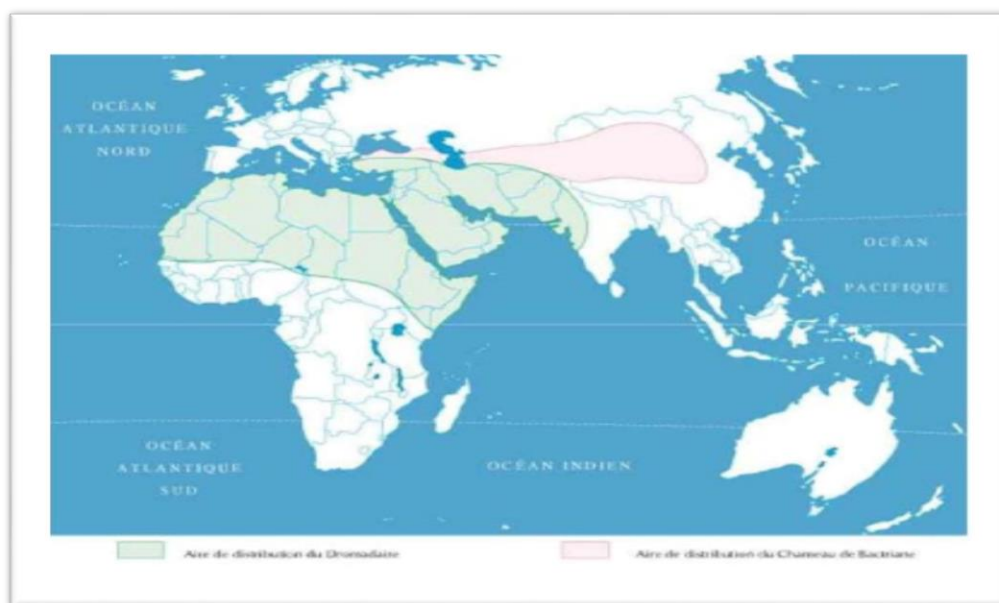 OCÉAN
ATLANTIQUE
NORD
OCÉAN
PACIFIQUE
OCÉAN
ATLANTIQUE
SUD
OCÉAN INDIEN
Aire de distribution du Dromadaire
Aire de distribution du Chameau de Bactriane